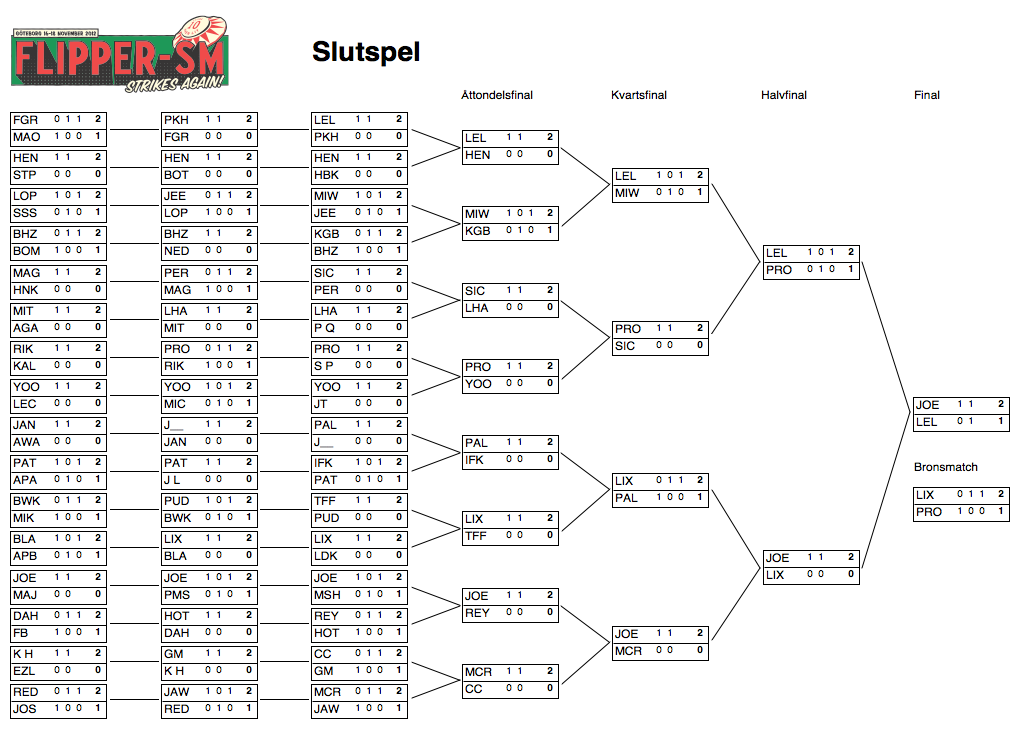 GÖTEBORG 14-18 NOVEMBER 2012
FLIPPER-SM
STRIKES AGAIN!
Slutspel
Åttondelsfinal Kvartsfinal Halvfinal Final
FGR 0 1 1 2
MAO 1 0 0 1
HEN 1 1 2
STP 0 0 0
LOP 1 0 1 2
SSS 0 1 0 1
BHZ 0 1 1 2
BOM 1 0 0 1
MAG 1 1 2
HNK 0 0 0
MIT 1 1 2
AGA 0 0 0
RIK 1 1 2
KAL 0 0 0
YOO 1 1 2
LEC 0 0 0
JAN 1 1 2
AWA 0 0 0
PAT 1 0 1 2
APA 0 1 0 1
BWK 0 1 1 2
MIK 1 0 0 1
BLA 1 0 1 2
APB 0 1 0 1
JOE 1 1 2
MAJ 0 0 0
DAH 0 1 1 2
FB 1 0 0 1
K H 1 1 2
EZL 0 0 0
RED 0 1 1 2
JOS 1 0 0 1
PKH 1 1 2
FGR 0 0 0
HEN 1 1 2
BOT 0 0 0
JEE 0 1 1 2
LOP 1 0 0 1
BHZ 1 1 2
NED 0 0 0
PER 0 1 1 2
MAG 1 0 0 1
LHA 1 1 2
MIT 0 0 0
PRO 0 1 1 2
RIK 1 0 0 1
YOO 1 0 1 2
MIC 0 1 0 1
J__ 1 1 2
JAN 0 0 0
PAT 1 1 2
J L 0 0 0
PUD 1 0 1 2
BWK 0 1 0 1
LIX 1 1 2
BLA 0 0 0
JOE 1 0 1 2
PMS 0 1 0 1
HOT 1 1 2
DAH 0 0 0
GM 1 1 2
K H 0 0 0
JAW 1 0 1 2
RED 0 1 0 1
LEL 1 1 2
PKH 0 0 0
HEN 1 1 2
HBK 0 0 0
MIW 1 0 1 2
JEE 0 1 0 1
KGB 0 1 1 2
BHZ 1 0 0 1
SIC 1 1 2
PER 0 0 0
LHA 1 1 2
P Q 0 0 0
PRO 1 1 2
S P 0 0 0
YOO 1 1 2
JT 0 0 0
PAL 1 1 2
J__ 0 0 0
IFK 1 0 1 2
PAT 0 1 0 1
TFF 1 1 2
PUD 0 0 0
LIX 1 1 2
LDK 0 0 0
JOE 1 0 1 2
MSH 0 1 0 1
REY 0 1 1 2
HOT 1 0 0 1
CC 0 1 1 2
GM 1 0 0 1
MCR 0 1 1 2
JAW 1 0 0 1
LEL 1 1 2
HEN 0 0 0
MIW 1 0 1 2
KGB 0 1 0 1
SIC 1 1 2
LHA 0 0 0
PRO 1 1 2
YOO 0 0 0
PAL 1 1 2
IFK 0 0 0
LIX 1 1 2
TFF 0 0 0
JOE 1 1 2
REY 0 0 0
MCR 1 1 2
CC 0 0 0
LEL 1 0 1 2
MIW 0 1 0 1
PRO 1 1 2
SIC 0 0 0
LIX 0 1 1 2
PAL 1 0 0 1
JOE 1 1 2
MCR 0 0 0
LEL 1 0 1 2
PRO 0 1 0 1
JOE 1 1 2
LIX 0 0 0
JOE 1 1 2
LEL 0 1 1
Bronsmatch
LIX 0 1 1 2
PRO 1 0 0 1